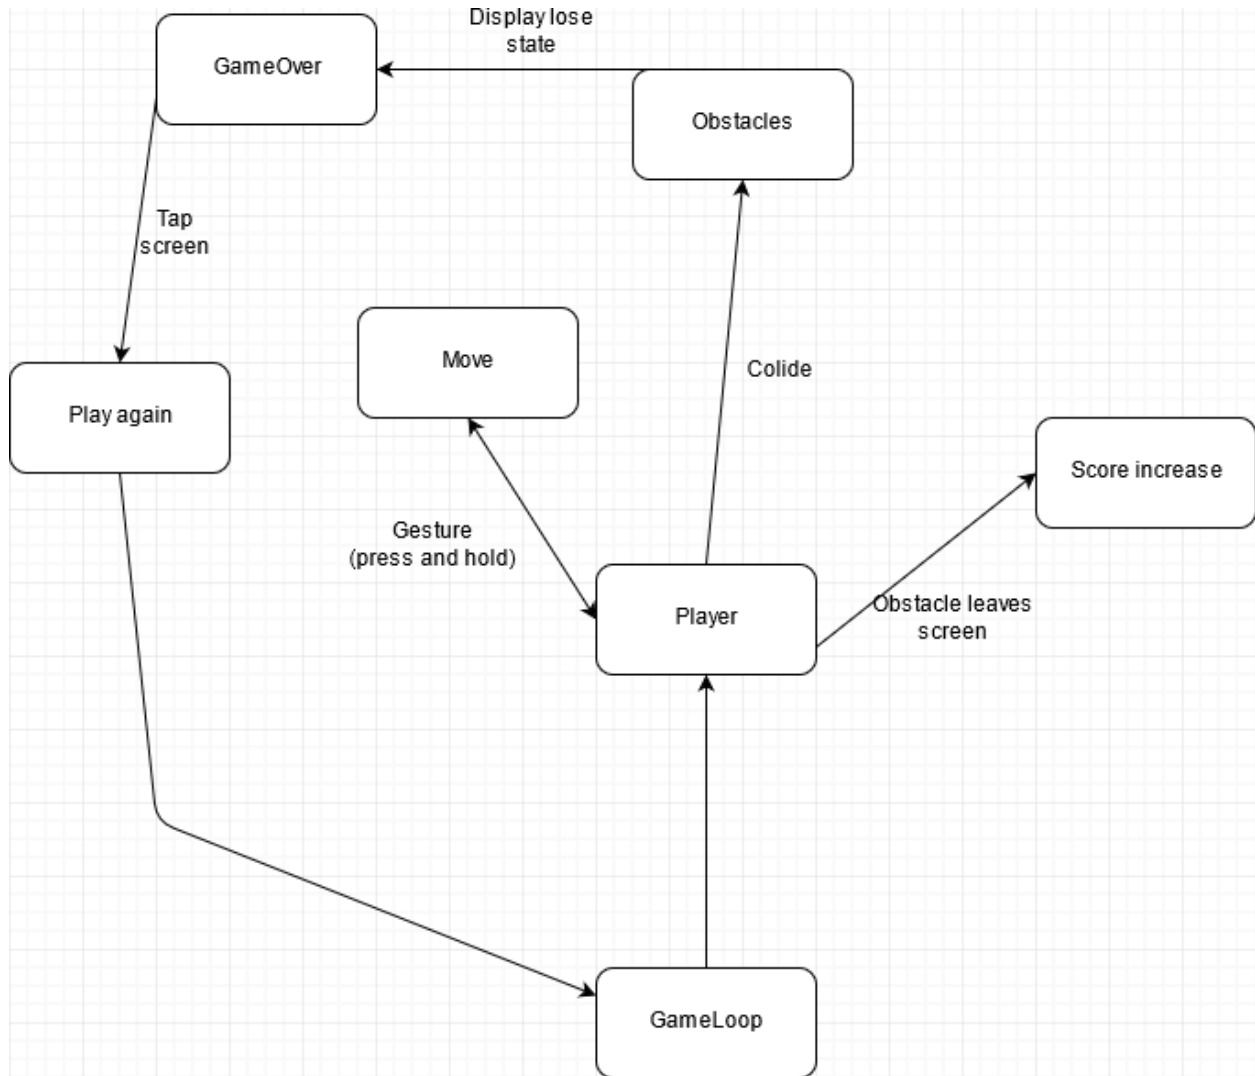 Display lose
state
GameOver
Obstacles
Tap
screen
Move
Colide
Play again
Score increase
Gesture
(press and hold)
Player
Obstacle leaves
screen
GameLoop